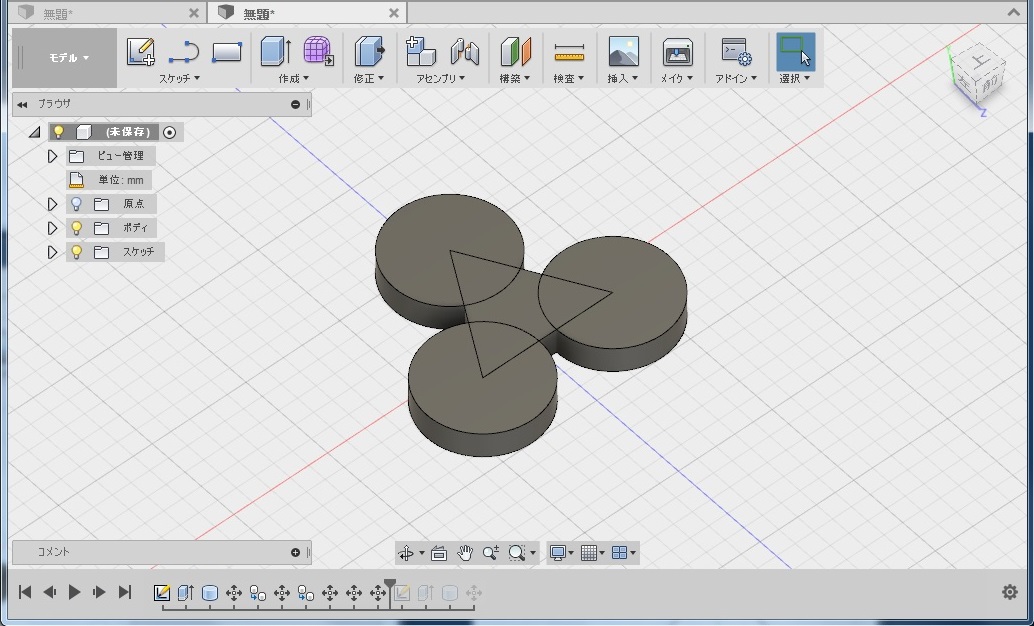 無題*
無題*
モデル
スケッチ
作成
修正
アセンブリ
構築
検査
挿入
メイク
アドイン
選択
Z
ブラウザ
(未保存)
ビュー管理
単位: mm
原点
ボディ
スケッチ
コメント